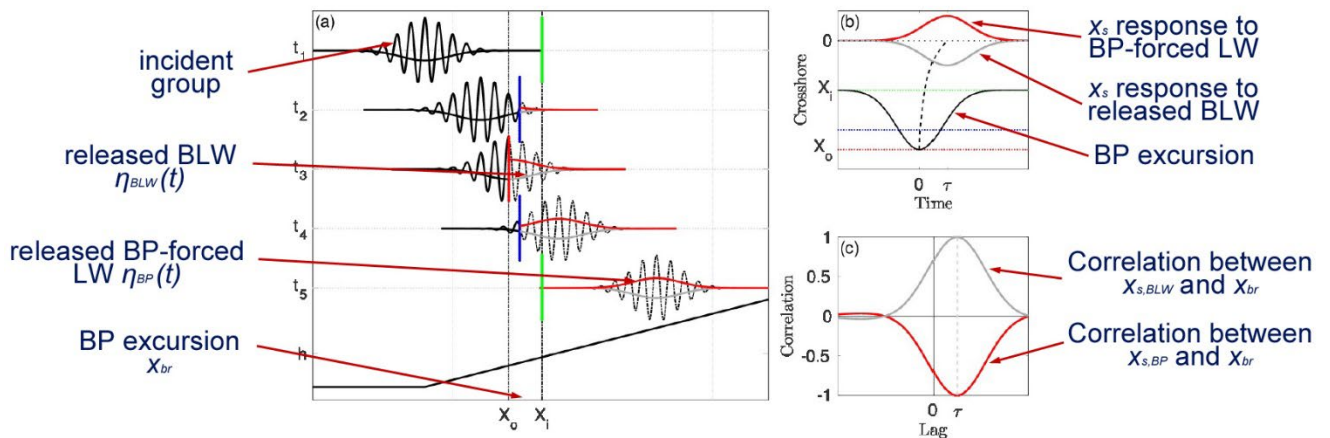 (a)
incident
group
t1
t2
released BLW
ηBLW(t)
t3
t4
released BP-forced
LW ηBP(t)
t5
BP excursion
xbr
h
xo
xi
(b)
0
Crosshore
xi
xo
0
τ
Time
xs response to
BP-forced LW
xs response to
released BLW
BP excursion
(c)
1
0.5
0
-0.5
-1
Correlation
0
τ
Lag
Correlation between
xs,BLW and xbr
Correlation between
xs,BP and xbr